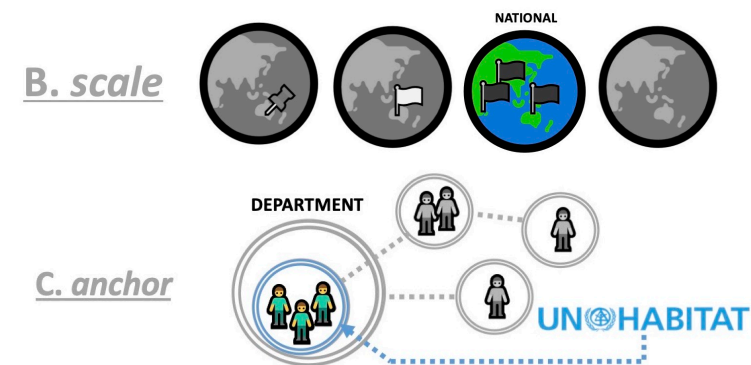 NATIONAL
B. scale
DEPARTMENT
C. anchor
UN HABITAT